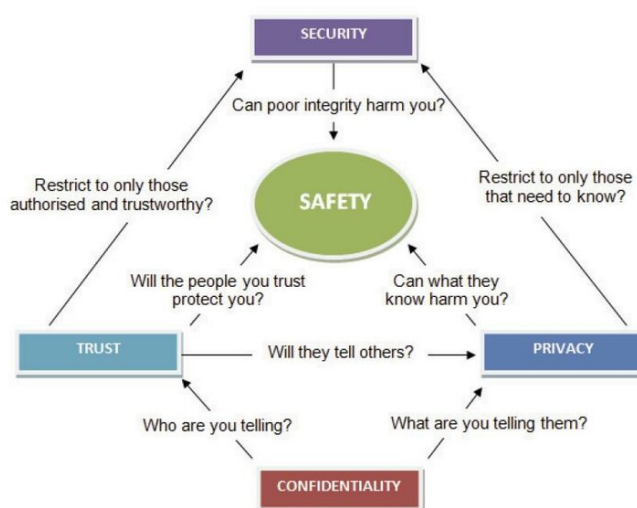 SECURITY
Can poor integrity harm you?
Restrict to only those
authorised and trustworthy?
Restrict to only those
that need to know?
SAFETY
Will the people you trust
protect you?
Can what they
know harm you?
TRUST
Will they tell others?
PRIVACY
Who are you telling?
What are you telling them?
CONFIDENTIALITY